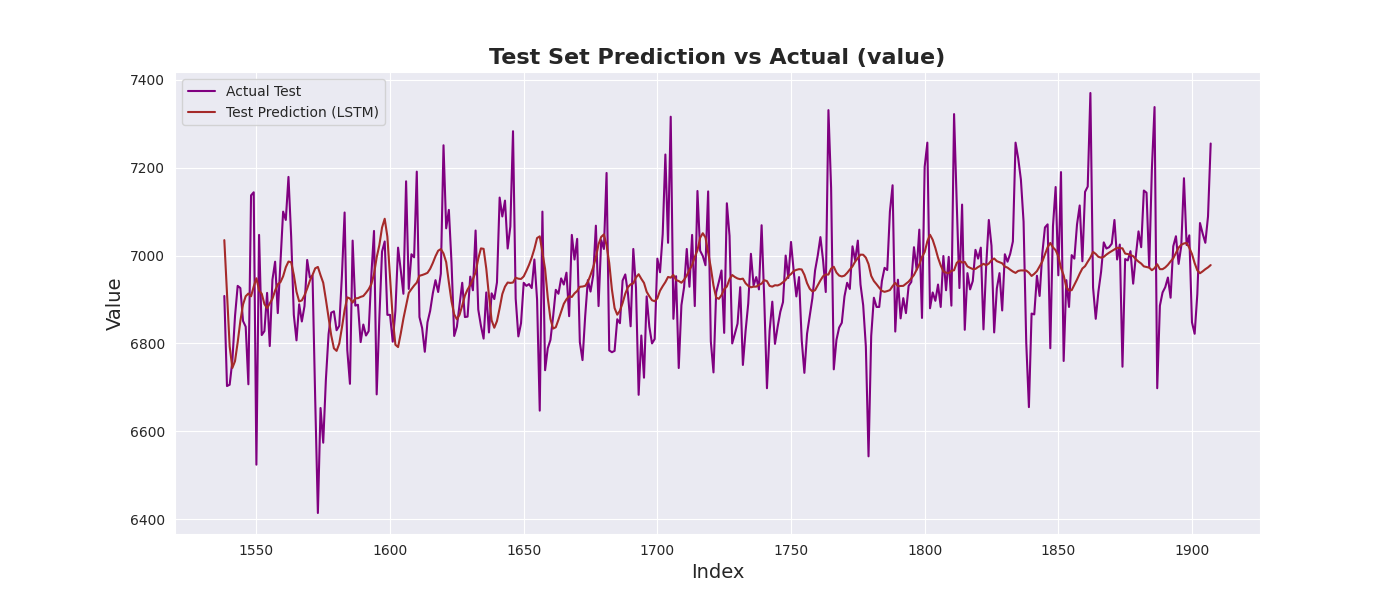 Test Set Prediction vs Actual (value)
Actual Test
Test Prediction (LSTM)
Value
7400
7200
7000
6800
6600
6400
1550 1600 1650 1700 1750 1800 1850 1900
Index